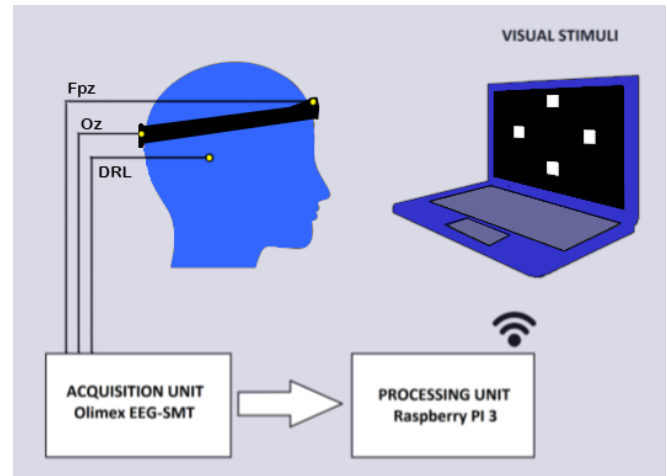 VISUAL STIMULI
Fpz
Oz
DRL
ACQUISITION UNIT
Olimex EEG-SMT
PROCESSING UNIT
Raspberry PI 3